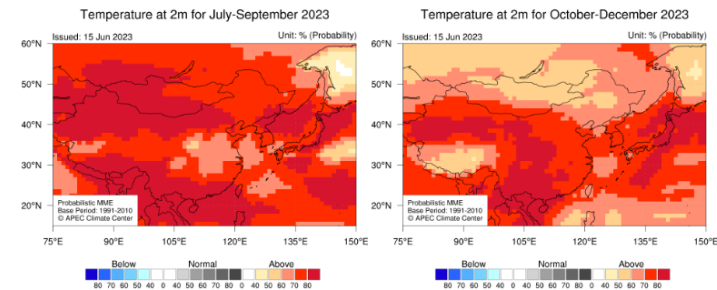 Temperature at 2m for July-September 2023
Issued: 15 Jun 2023 Unit: % (Probability)
60°N
50°N
40°N
30°N
20°N
Probabilistic MME
Base Period: 1991-2010
© APEC Climate Center
75°E 90°E 105°E 120°E 135°E 150°E
Below Normal Above
80 70 60 50 40 0 40 50 60 70 80 40 0 40 50 60 70 80
Temperature at 2m for October-December 2023
Issued: 15 Jun 2023 Unit: % (Probability)
60°N
50°N
40°N
30°N
20°N
Probabilistic MME
Base Period: 1991-2010
© APEC Climate Center
75°E 90°E 105°E 120°E 135°E 150°E
Below Normal Above
80 70 60 50 40 0 40 50 60 70 80 40 0 40 50 60 70 80